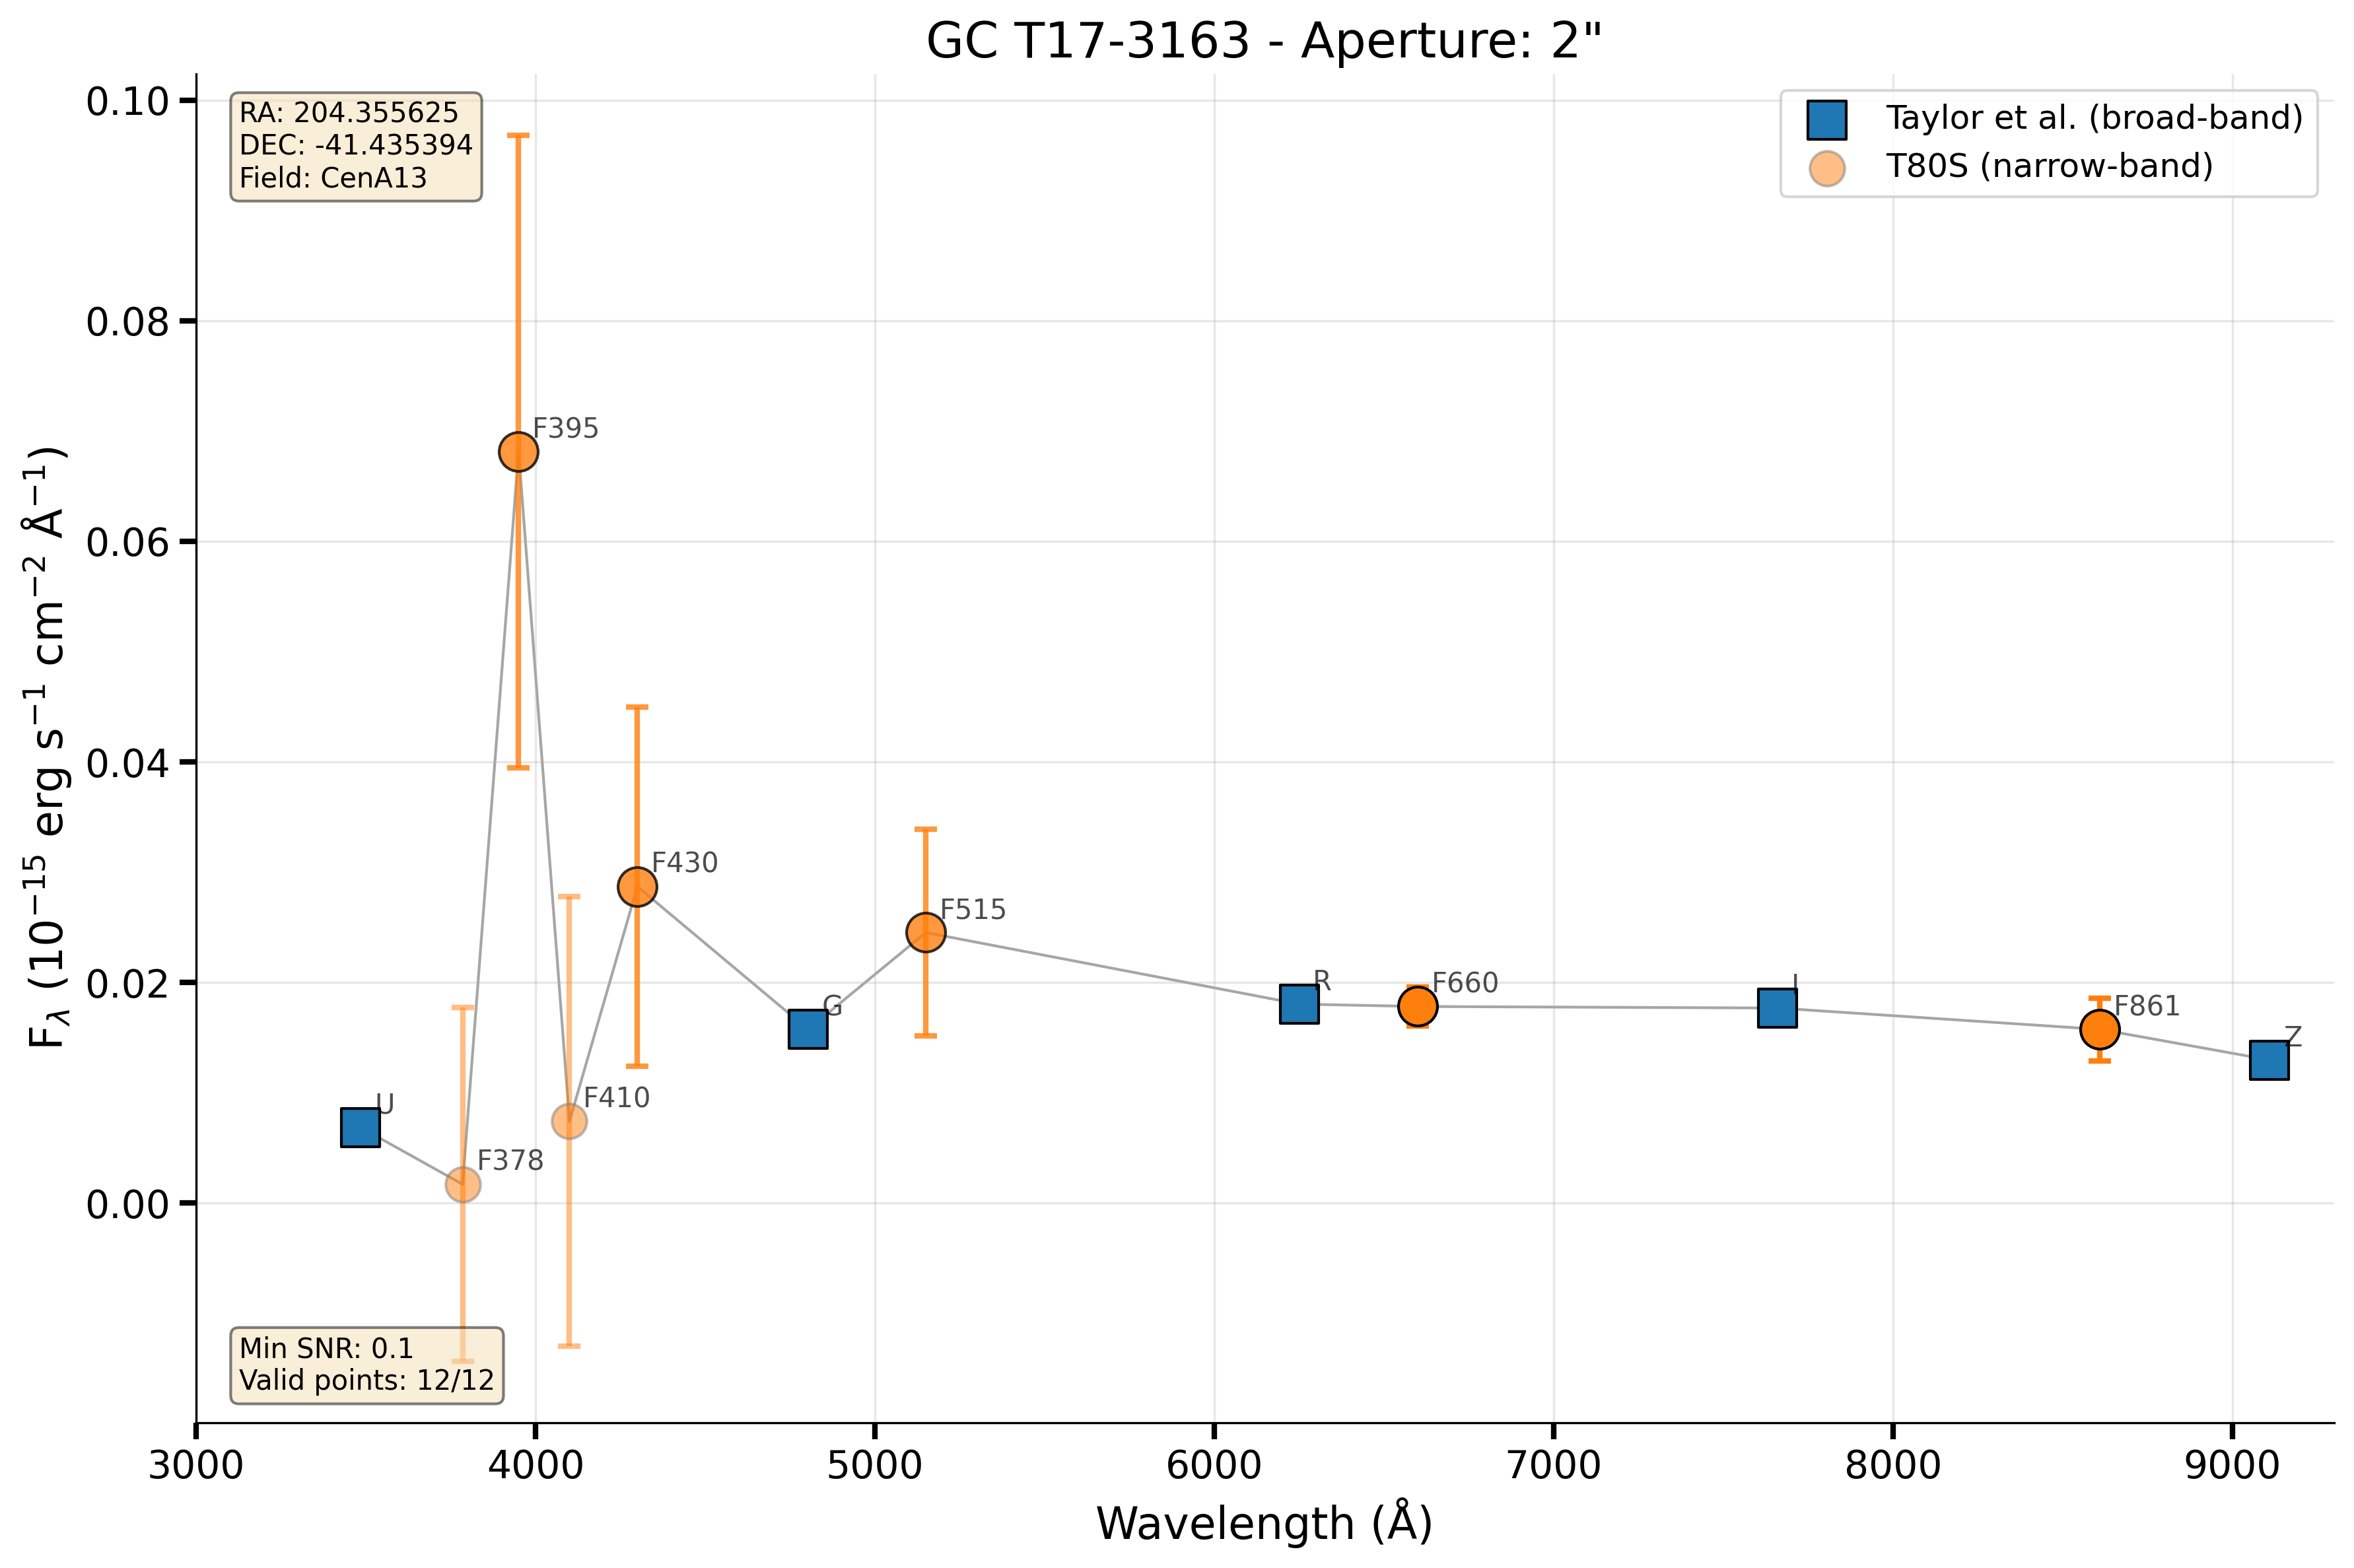 GC T17-3163 - Aperture: 2"
RA: 204.355625
DEC: -41.435394
Field: CenA13
Taylor et al. (broad-band)
T80S (narrow-band)
0.10
0.08
0.06
0.04
0.02
0.00
F_λ (10⁻¹⁵ erg s⁻¹ cm⁻² Å⁻¹)
U
F378
F395
F410
F430
G
F515
R
F660
I
F861
Z
Min SNR: 0.1
Valid points: 12/12
3000
4000
5000
6000
7000
8000
9000
Wavelength (Å)